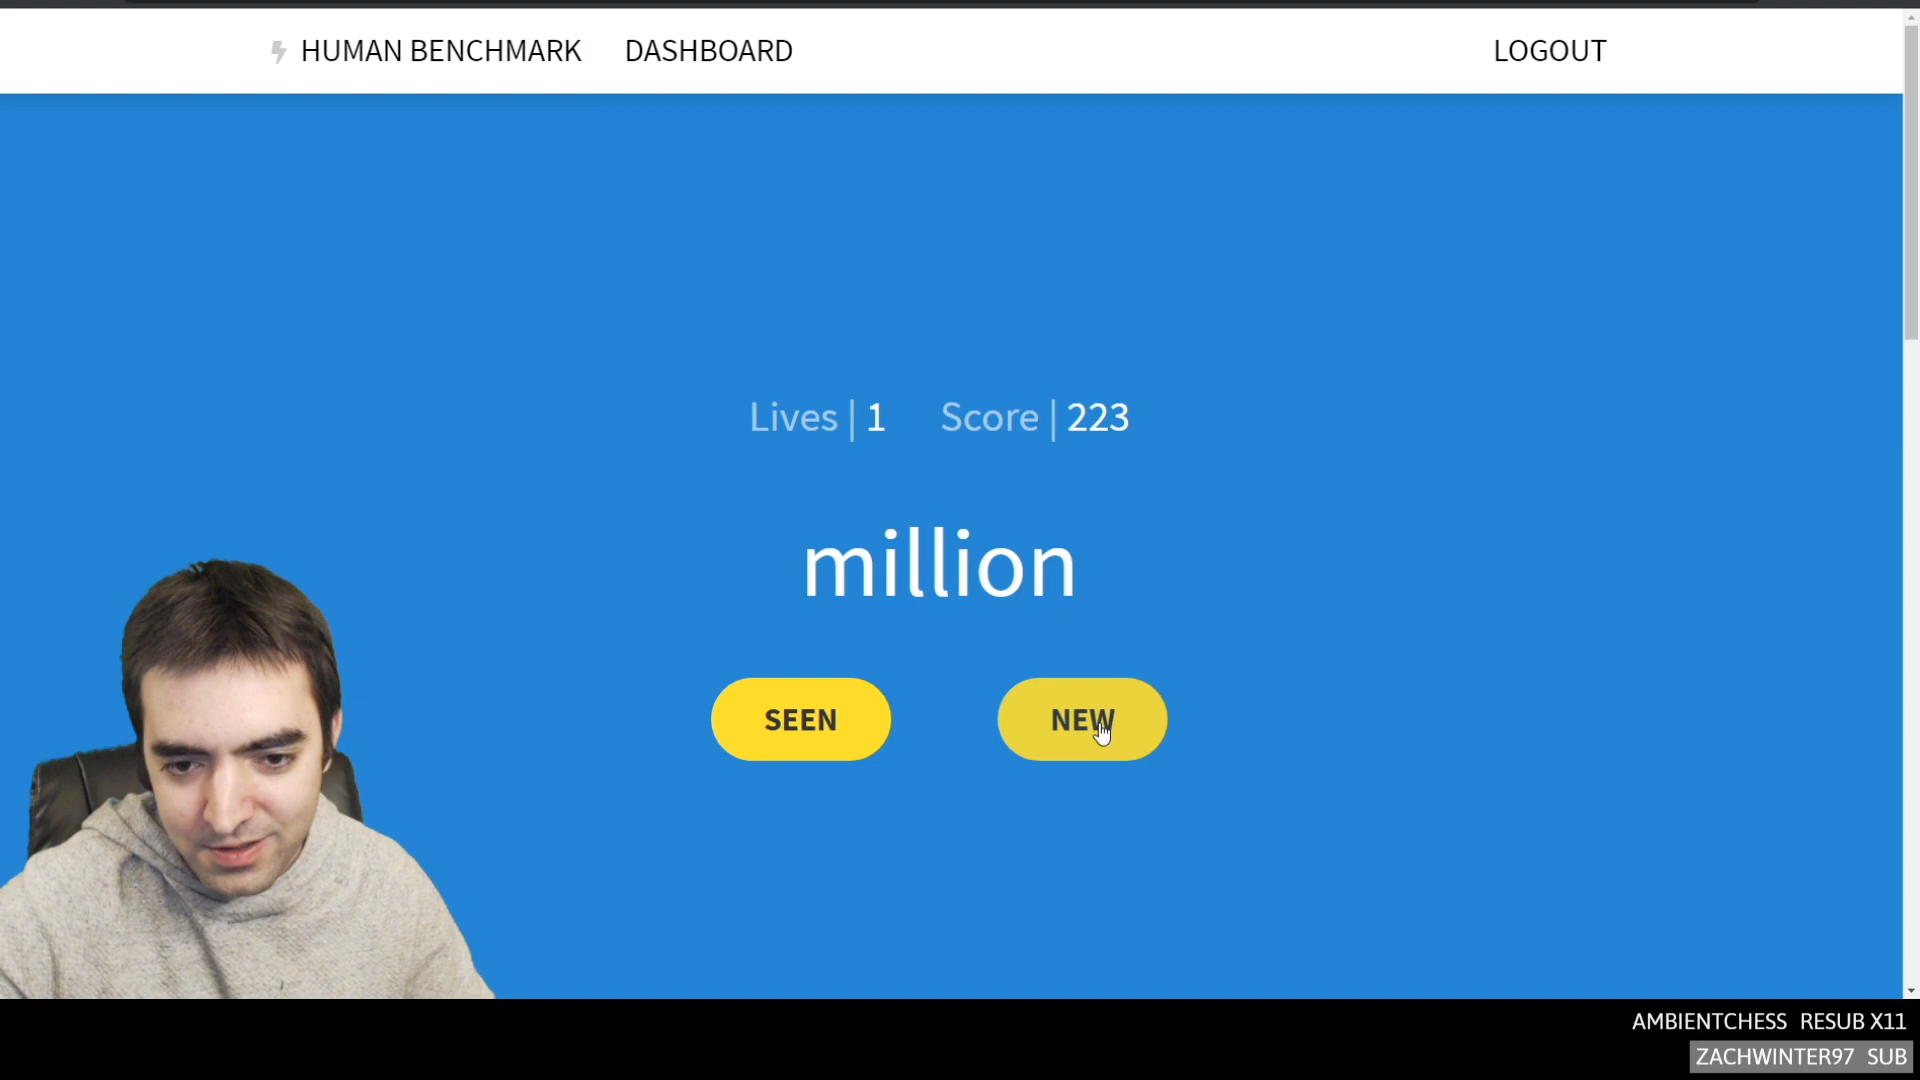 HUMAN BENCHMARK DASHBOARD LOGOUT
Lives | 1 Score | 223
million
SEEN NEW
AMBIENTCHESS RESUB X11
ZACHWINTER97 SUB